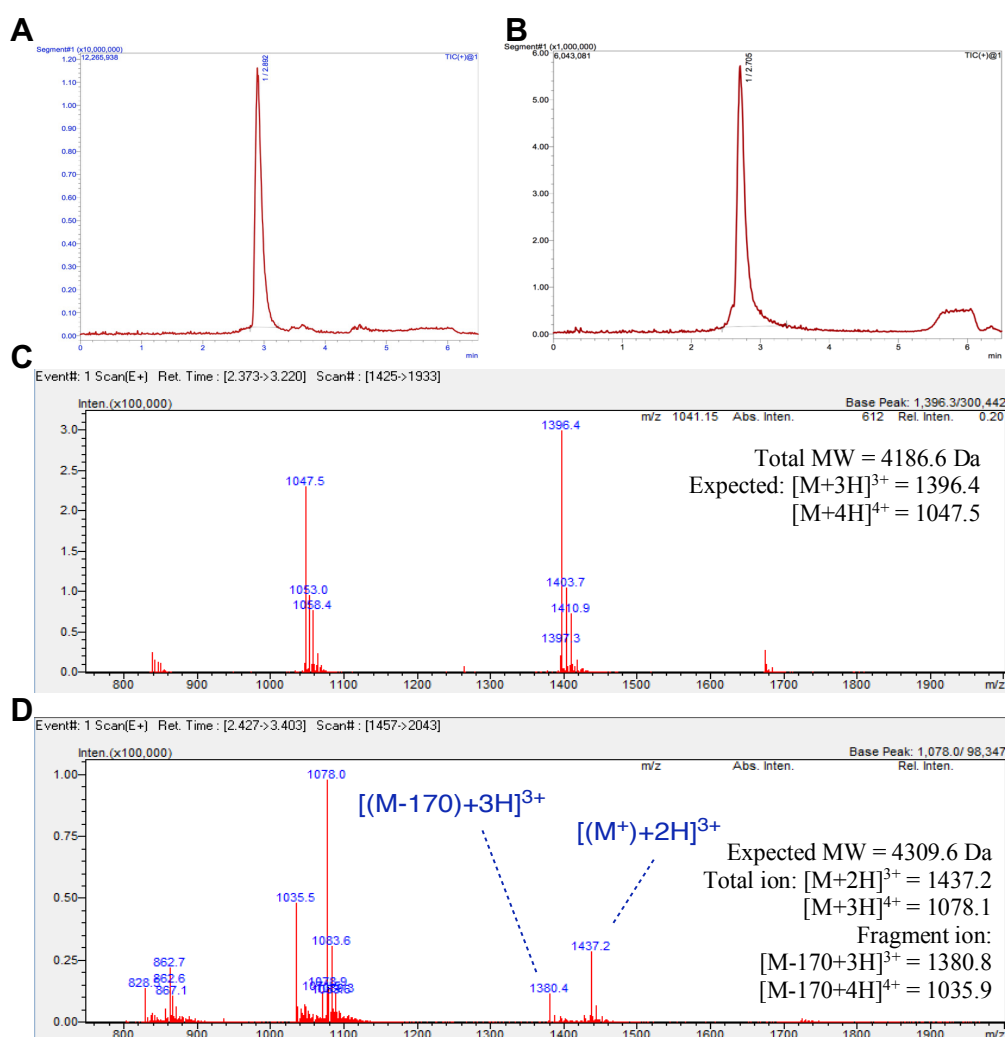 A
Segment#1 (x10,000,000)
12,265,938
TIC(+)@1
1 / 2.892
1.20
1.10
1.00
0.90
0.80
0.70
0.60
0.50
0.40
0.30
0.20
0.10
0.00
0 1 2 3 4 5 6
min
B
Segment#1 (x1,000,000)
6,043,081
TIC(+)@1
1 / 2.705
6.00
5.00
4.00
3.00
2.00
1.00
0.00
0 1 2 3 4 5 6
min
C
Event#: 1 Scan(E+) Ret. Time : [2.373->3.220] Scan# : [1425->1933]
Inten.(x100,000)
Base Peak: 1,396.3/300,442
m/z 1041.15 Abs. Inten. 612 Rel. Inten. 0.20
3.0
2.5
2.0
1.5
1.0
0.5
0.0
1047.5
1053.0
1058.4
1396.4
1403.7
1410.9
1397.3
Total MW = 4186.6 Da
Expected: [M+3H]3+ = 1396.4
[M+4H]4+ = 1047.5
800 900 1000 1100 1200 1300 1400 1500 1600 1700 1800 1900 m/z
D
Event#: 1 Scan(E+) Ret. Time : [2.427->3.403] Scan# : [1457->2043]
Inten.(x100,000)
Base Peak: 1,078.0/ 98,347
m/z Abs. Inten. Rel. Inten.
1.00
0.75
0.50
0.25
0.00
1078.0
1035.5
1083.6
862.7
862.6
867.1
1380.4
1437.2
[(M-170)+3H]3+
[(M+)+2H]3+
Expected MW = 4309.6 Da
Total ion: [M+2H]3+ = 1437.2
[M+3H]4+ = 1078.1
Fragment ion:
[M-170+3H]3+ = 1380.8
[M-170+4H]4+ = 1035.9
800 900 1000 1100 1200 1300 1400 1500 1600 1700 1800 1900 m/z